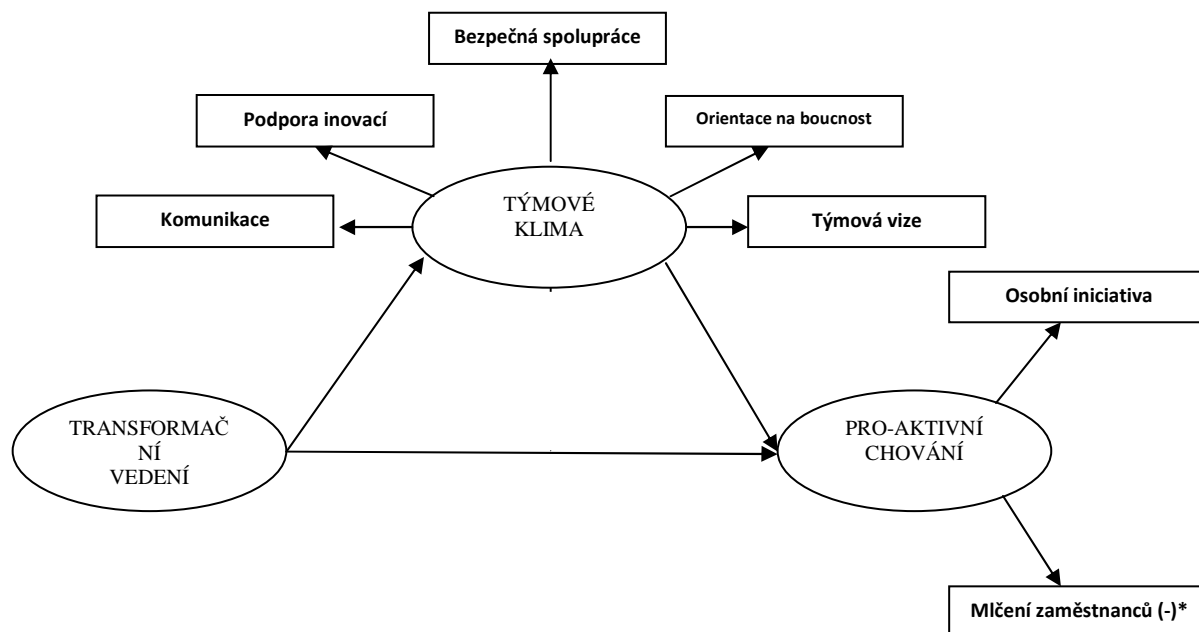 Bezpečná spolupráce
Podpora inovací
Orientace na boucnost
TÝMOVÉ
KLIMA
Komunikace
Týmová vize
Osobní iniciativa
TRANSFORMAČ
NÍ
VEDENÍ
PRO-AKTIVNÍ
CHOVÁNÍ
Mlčení zaměstnanců (-)*